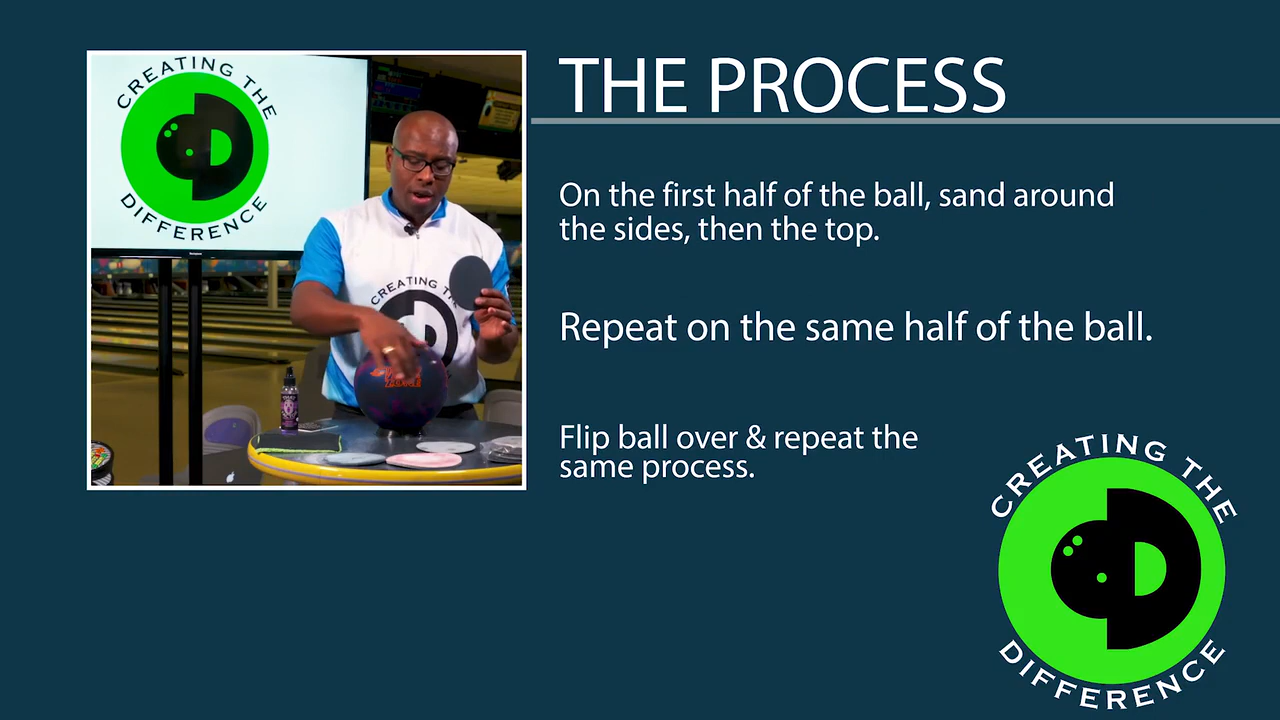 THE PROCESS
On the first half of the ball, sand around
the sides, then the top.
Repeat on the same half of the ball.
Flip ball over & repeat the
same process.
CREATING THE
DIFFERENCE
CREATING THE
DIFFERENCE
CREATING THE